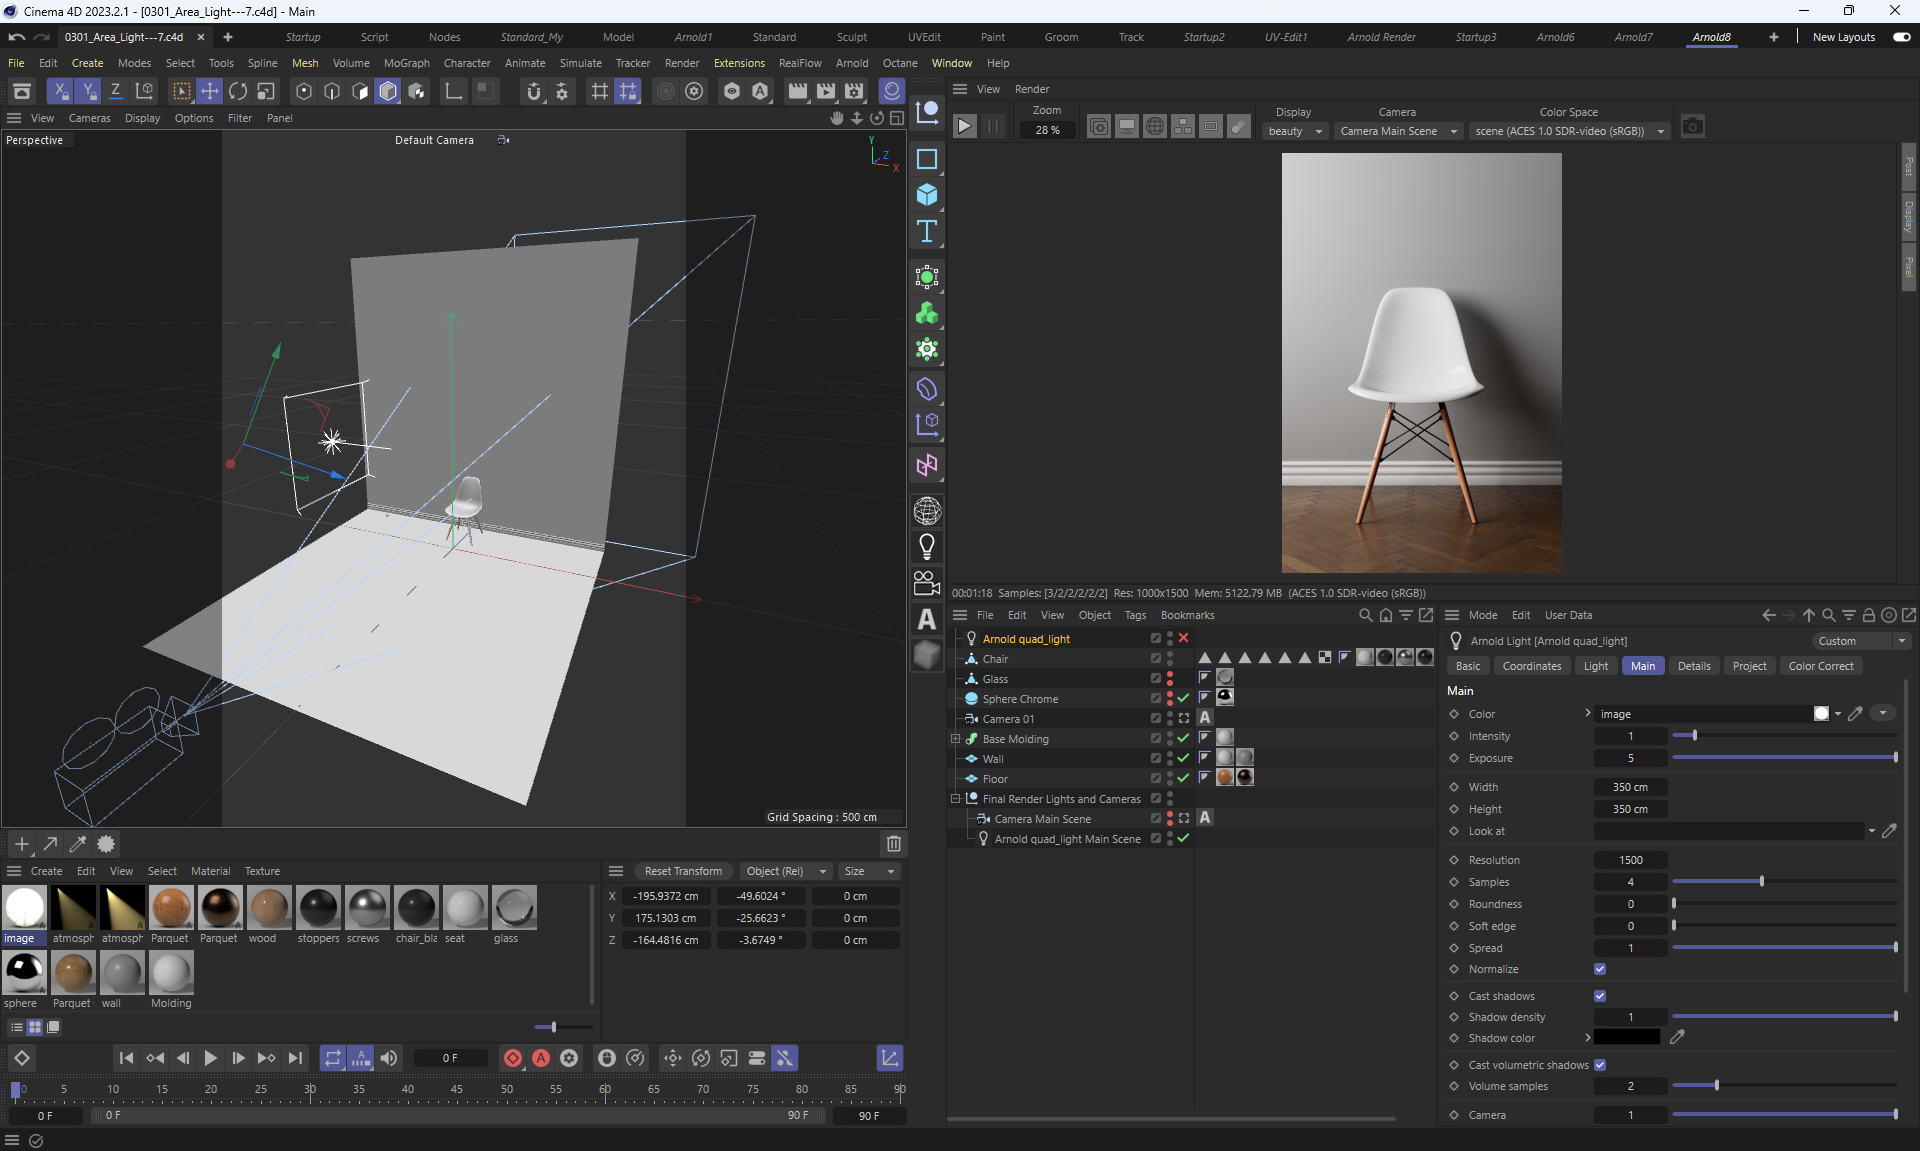 Cinema 4D 2023.2.1 - [0301_Area_Light---7.c4d] - Main
0301_Area_Light---7.c4d × + Startup Script Nodes Standard_My Model Arnold1 Standard Sculpt UVEdit Paint Groom Track Startup2 UV-Edit1 Arnold Render Startup3 Arnold6 Arnold7 Arnold8 + New Layouts
File Edit Create Modes Select Tools Spline Mesh Volume MoGraph Character Animate Simulate Tracker Render Extensions RealFlow Arnold Octane Window Help
X Y Z
View Cameras Display Options Filter Panel
Perspective
Default Camera
Y
Z
X
Grid Spacing : 500 cm
View Render
Zoom Display Camera Color Space
28 % beauty Camera Main Scene scene (ACES 1.0 SDR-video (sRGB))
Post
Display
Pixel
00:01:18 Samples: [3/2/2/2/2/2] Res: 1000x1500 Mem: 5122.79 MB (ACES 1.0 SDR-video (sRGB))
File Edit View Object Tags Bookmarks
Arnold quad_light
Chair
Glass
Sphere Chrome
Camera 01
Base Molding
Wall
Floor
Final Render Lights and Cameras
Camera Main Scene
Arnold quad_light Main Scene
Mode Edit User Data
Arnold Light [Arnold quad_light] Custom
Basic Coordinates Light Main Details Project Color Correct
Main
Color image
Intensity 1
Exposure 5
Width 350 cm
Height 350 cm
Look at
Resolution 1500
Samples 4
Roundness 0
Soft edge 0
Spread 1
Normalize
Cast shadows
Shadow density 1
Shadow color
Cast volumetric shadows
Volume samples 2
Camera 1
Create Edit View Select Material Texture
image atmosph atmosph Parquet Parquet wood stoppers screws chair_bla seat glass
sphere Parquet wall Molding
Reset Transform Object (Rel) Size
X -195.9372 cm -49.6024 ° 0 cm
Y 175.1303 cm -25.6623 ° 0 cm
Z -164.4816 cm -3.6749 ° 0 cm
0 F
0 5 10 15 20 25 30 35 40 45 50 55 60 65 70 75 80 85 90
0 F 0 F 90 F 90 F